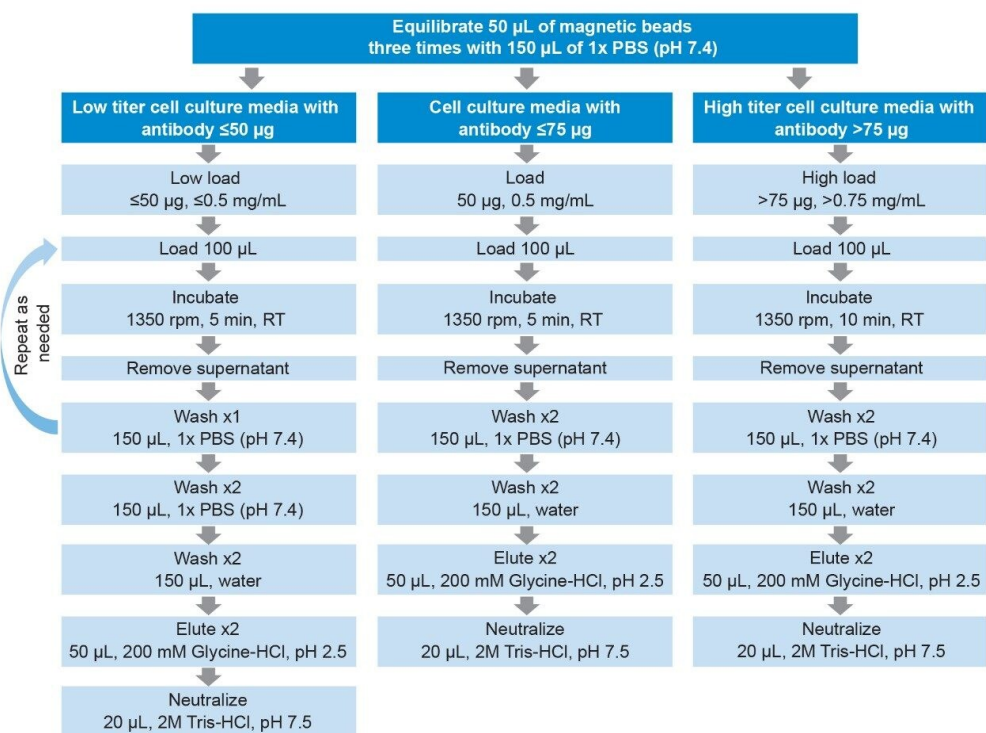 Equilibrate 50 µL of magnetic beads
three times with 150 µL of 1x PBS (pH 7.4)
Low titer cell culture media with
antibody ≤50 µg
Low load
≤50 µg, ≤0.5 mg/mL
Load 100 µL
Incubate
1350 rpm, 5 min, RT
Remove supernatant
Wash x1
150 µL, 1x PBS (pH 7.4)
Repeat as
needed
Wash x2
150 µL, 1x PBS (pH 7.4)
Wash x2
150 µL, water
Elute x2
50 µL, 200 mM Glycine-HCl, pH 2.5
Neutralize
20 µL, 2M Tris-HCl, pH 7.5
Cell culture media with
antibody ≤75 µg
Load
50 µg, 0.5 mg/mL
Load 100 µL
Incubate
1350 rpm, 5 min, RT
Remove supernatant
Wash x2
150 µL, 1x PBS (pH 7.4)
Wash x2
150 µL, water
Elute x2
50 µL, 200 mM Glycine-HCl, pH 2.5
Neutralize
20 µL, 2M Tris-HCl, pH 7.5
High titer cell culture media with
antibody >75 µg
High load
>75 µg, >0.75 mg/mL
Load 100 µL
Incubate
1350 rpm, 10 min, RT
Remove supernatant
Wash x2
150 µL, 1x PBS (pH 7.4)
Wash x2
150 µL, water
Elute x2
50 µL, 200 mM Glycine-HCl, pH 2.5
Neutralize
20 µL, 2M Tris-HCl, pH 7.5